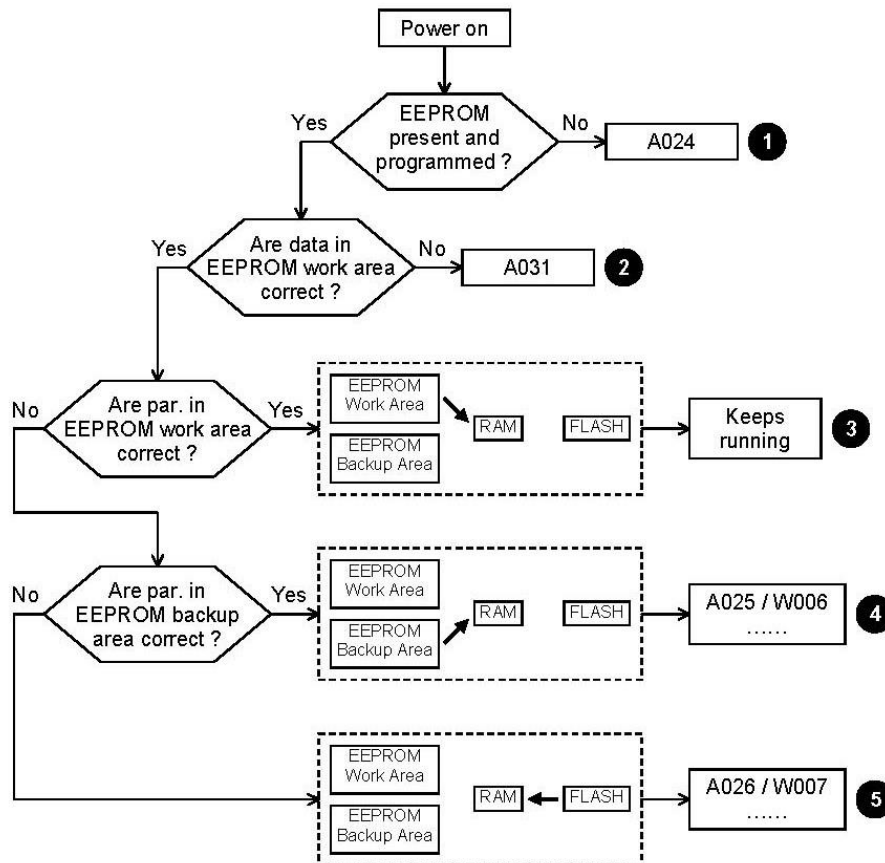 Power on
EEPROM
present and
programmed ?
Yes
No
A024
1
Are data in
EEPROM work area
correct ?
Yes
No
A031
2
Are par. in
EEPROM work area
correct ?
No
Yes
EEPROM
Work Area
EEPROM
Backup Area
RAM
FLASH
Keeps
running
3
Are par. in
EEPROM backup
area correct ?
No
Yes
EEPROM
Work Area
EEPROM
Backup Area
RAM
FLASH
A025 / W006
......
4
EEPROM
Work Area
EEPROM
Backup Area
RAM
FLASH
A026 / W007
......
5